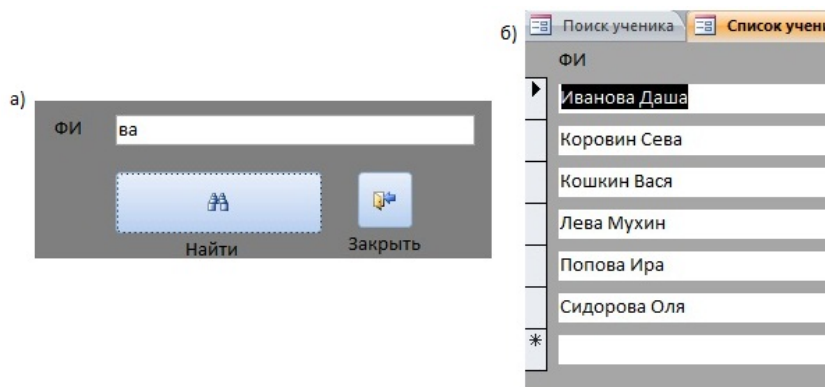 а)
ФИ ва
Найти Закрыть
б) Поиск ученика Список учени
ФИ
Иванова Даша
Коровин Сева
Кошкин Вася
Лева Мухин
Попова Ира
Сидорова Оля
*